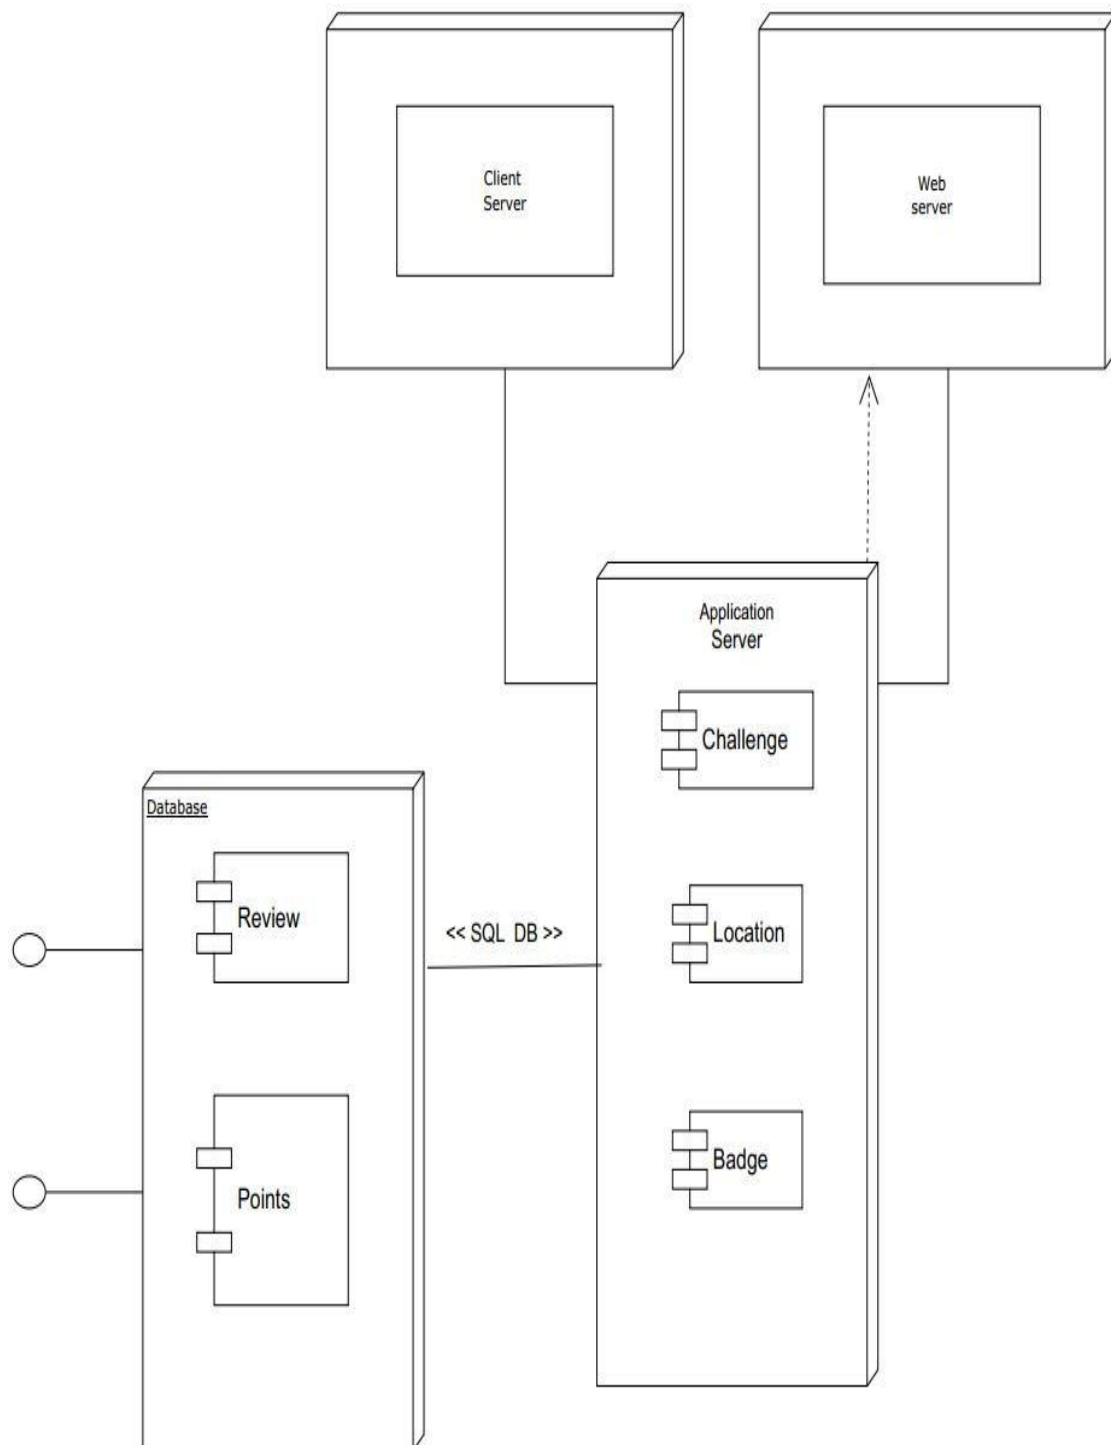 Client
Server
Web
server
Application
Server
Challenge
Database
Review
<< SQL DB >>
Location
Points
Badge